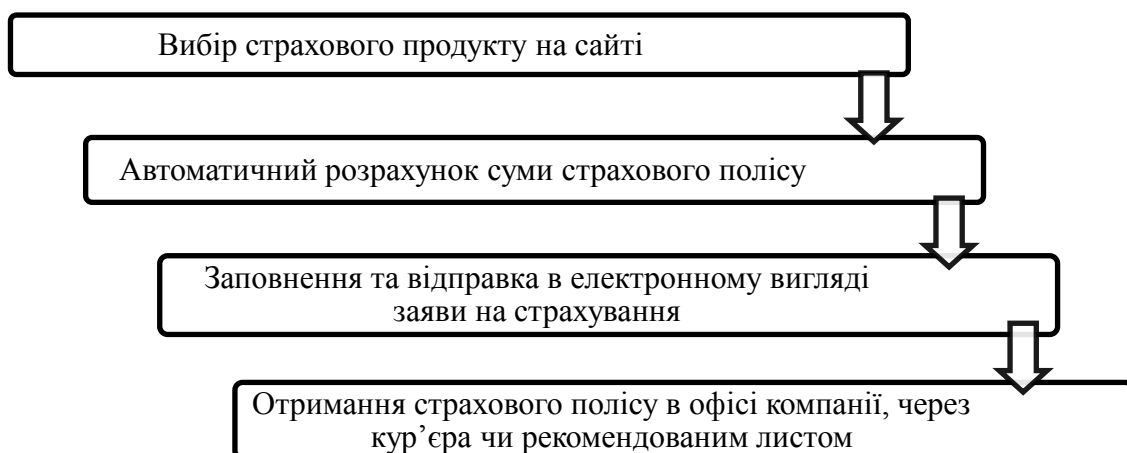 Вибір страхового продукту на сайті
Автоматичний розрахунок суми страхового полісу
Заповнення та відправка в електронному вигляді
заяви на страхування
Отримання страхового полісу в офісі компанії, через
кур’єра чи рекомендованим листом